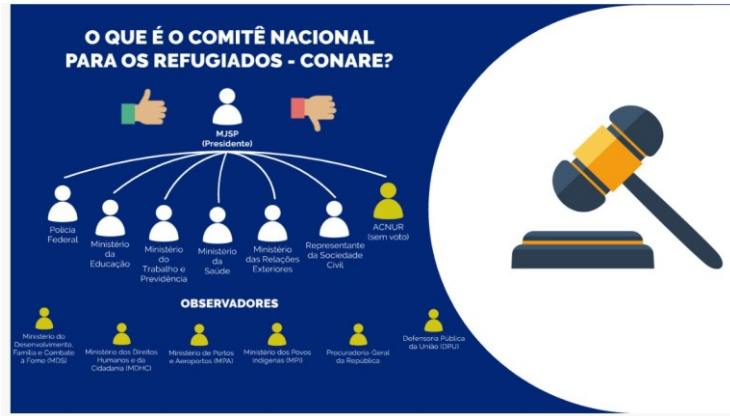 O QUE É O COMITÊ NACIONAL
PARA OS REFUGIADOS - CONARE?
MJSP
(Presidente)
Polícia
Federal
Ministério
da
Educação
Ministério
do
Trabalho e
Previdência
Ministério
da
Saúde
Ministério
das Relações
Exteriores
Representante
da Sociedade
Civil
ACNUR
(sem voto)
OBSERVADORES
Ministério do
Desenvolvimento,
Família e Combate
à Fome (MDS)
Ministério dos Direitos
Humanos e da
Cidadania (MDHC)
Ministério de Portos
e Aeroportos (MPA)
Ministério dos Povos
Indígenas (MPI)
Procuradoria-Geral
da República
Defensoria Pública
da União (DPU)